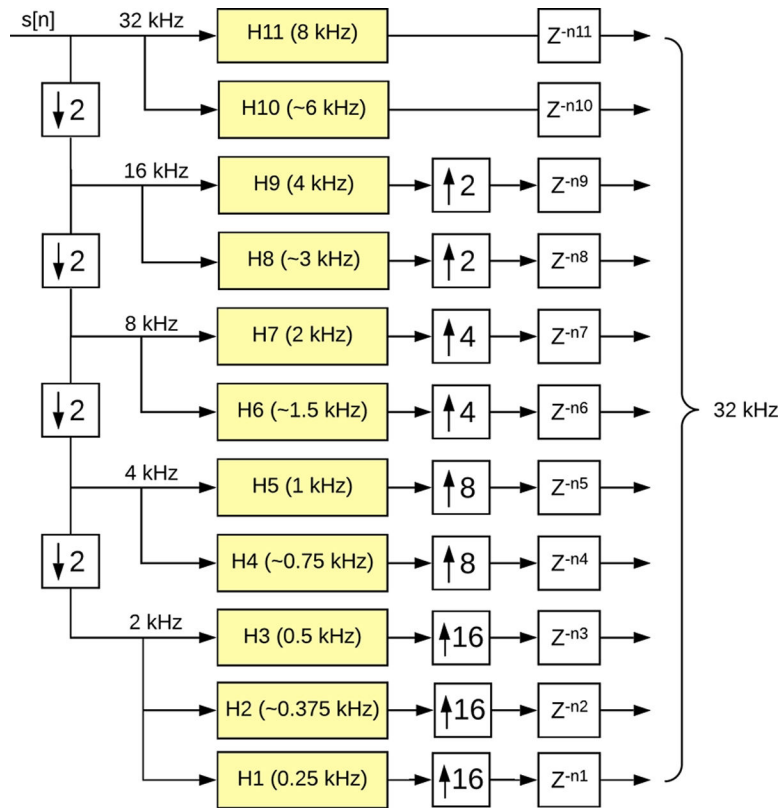 s[n] 32 kHz H11 (8 kHz) Z-n11
↓2 H10 (~6 kHz) Z-n10
16 kHz H9 (4 kHz) ↑2 Z-n9
↓2 H8 (~3 kHz) ↑2 Z-n8
8 kHz H7 (2 kHz) ↑4 Z-n7
↓2 H6 (~1.5 kHz) ↑4 Z-n6
32 kHz
4 kHz H5 (1 kHz) ↑8 Z-n5
↓2 H4 (~0.75 kHz) ↑8 Z-n4
2 kHz H3 (0.5 kHz) ↑16 Z-n3
H2 (~0.375 kHz) ↑16 Z-n2
H1 (0.25 kHz) ↑16 Z-n1